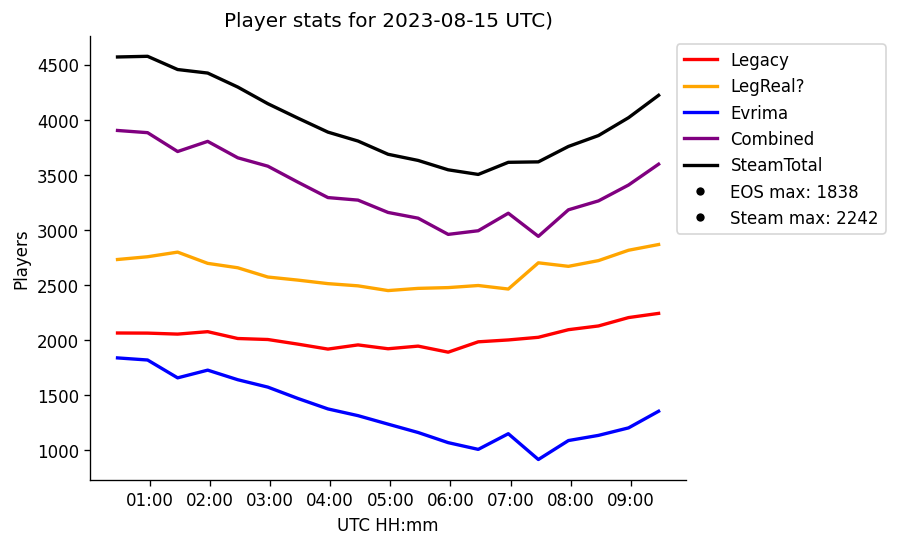 Player stats for 2023-08-15 UTC)
4500
4000
3500
3000
2500
2000
1500
1000
Players
01:00 02:00 03:00 04:00 05:00 06:00 07:00 08:00 09:00
UTC HH:mm
Legacy
LegReal?
Evrima
Combined
SteamTotal
EOS max: 1838
Steam max: 2242